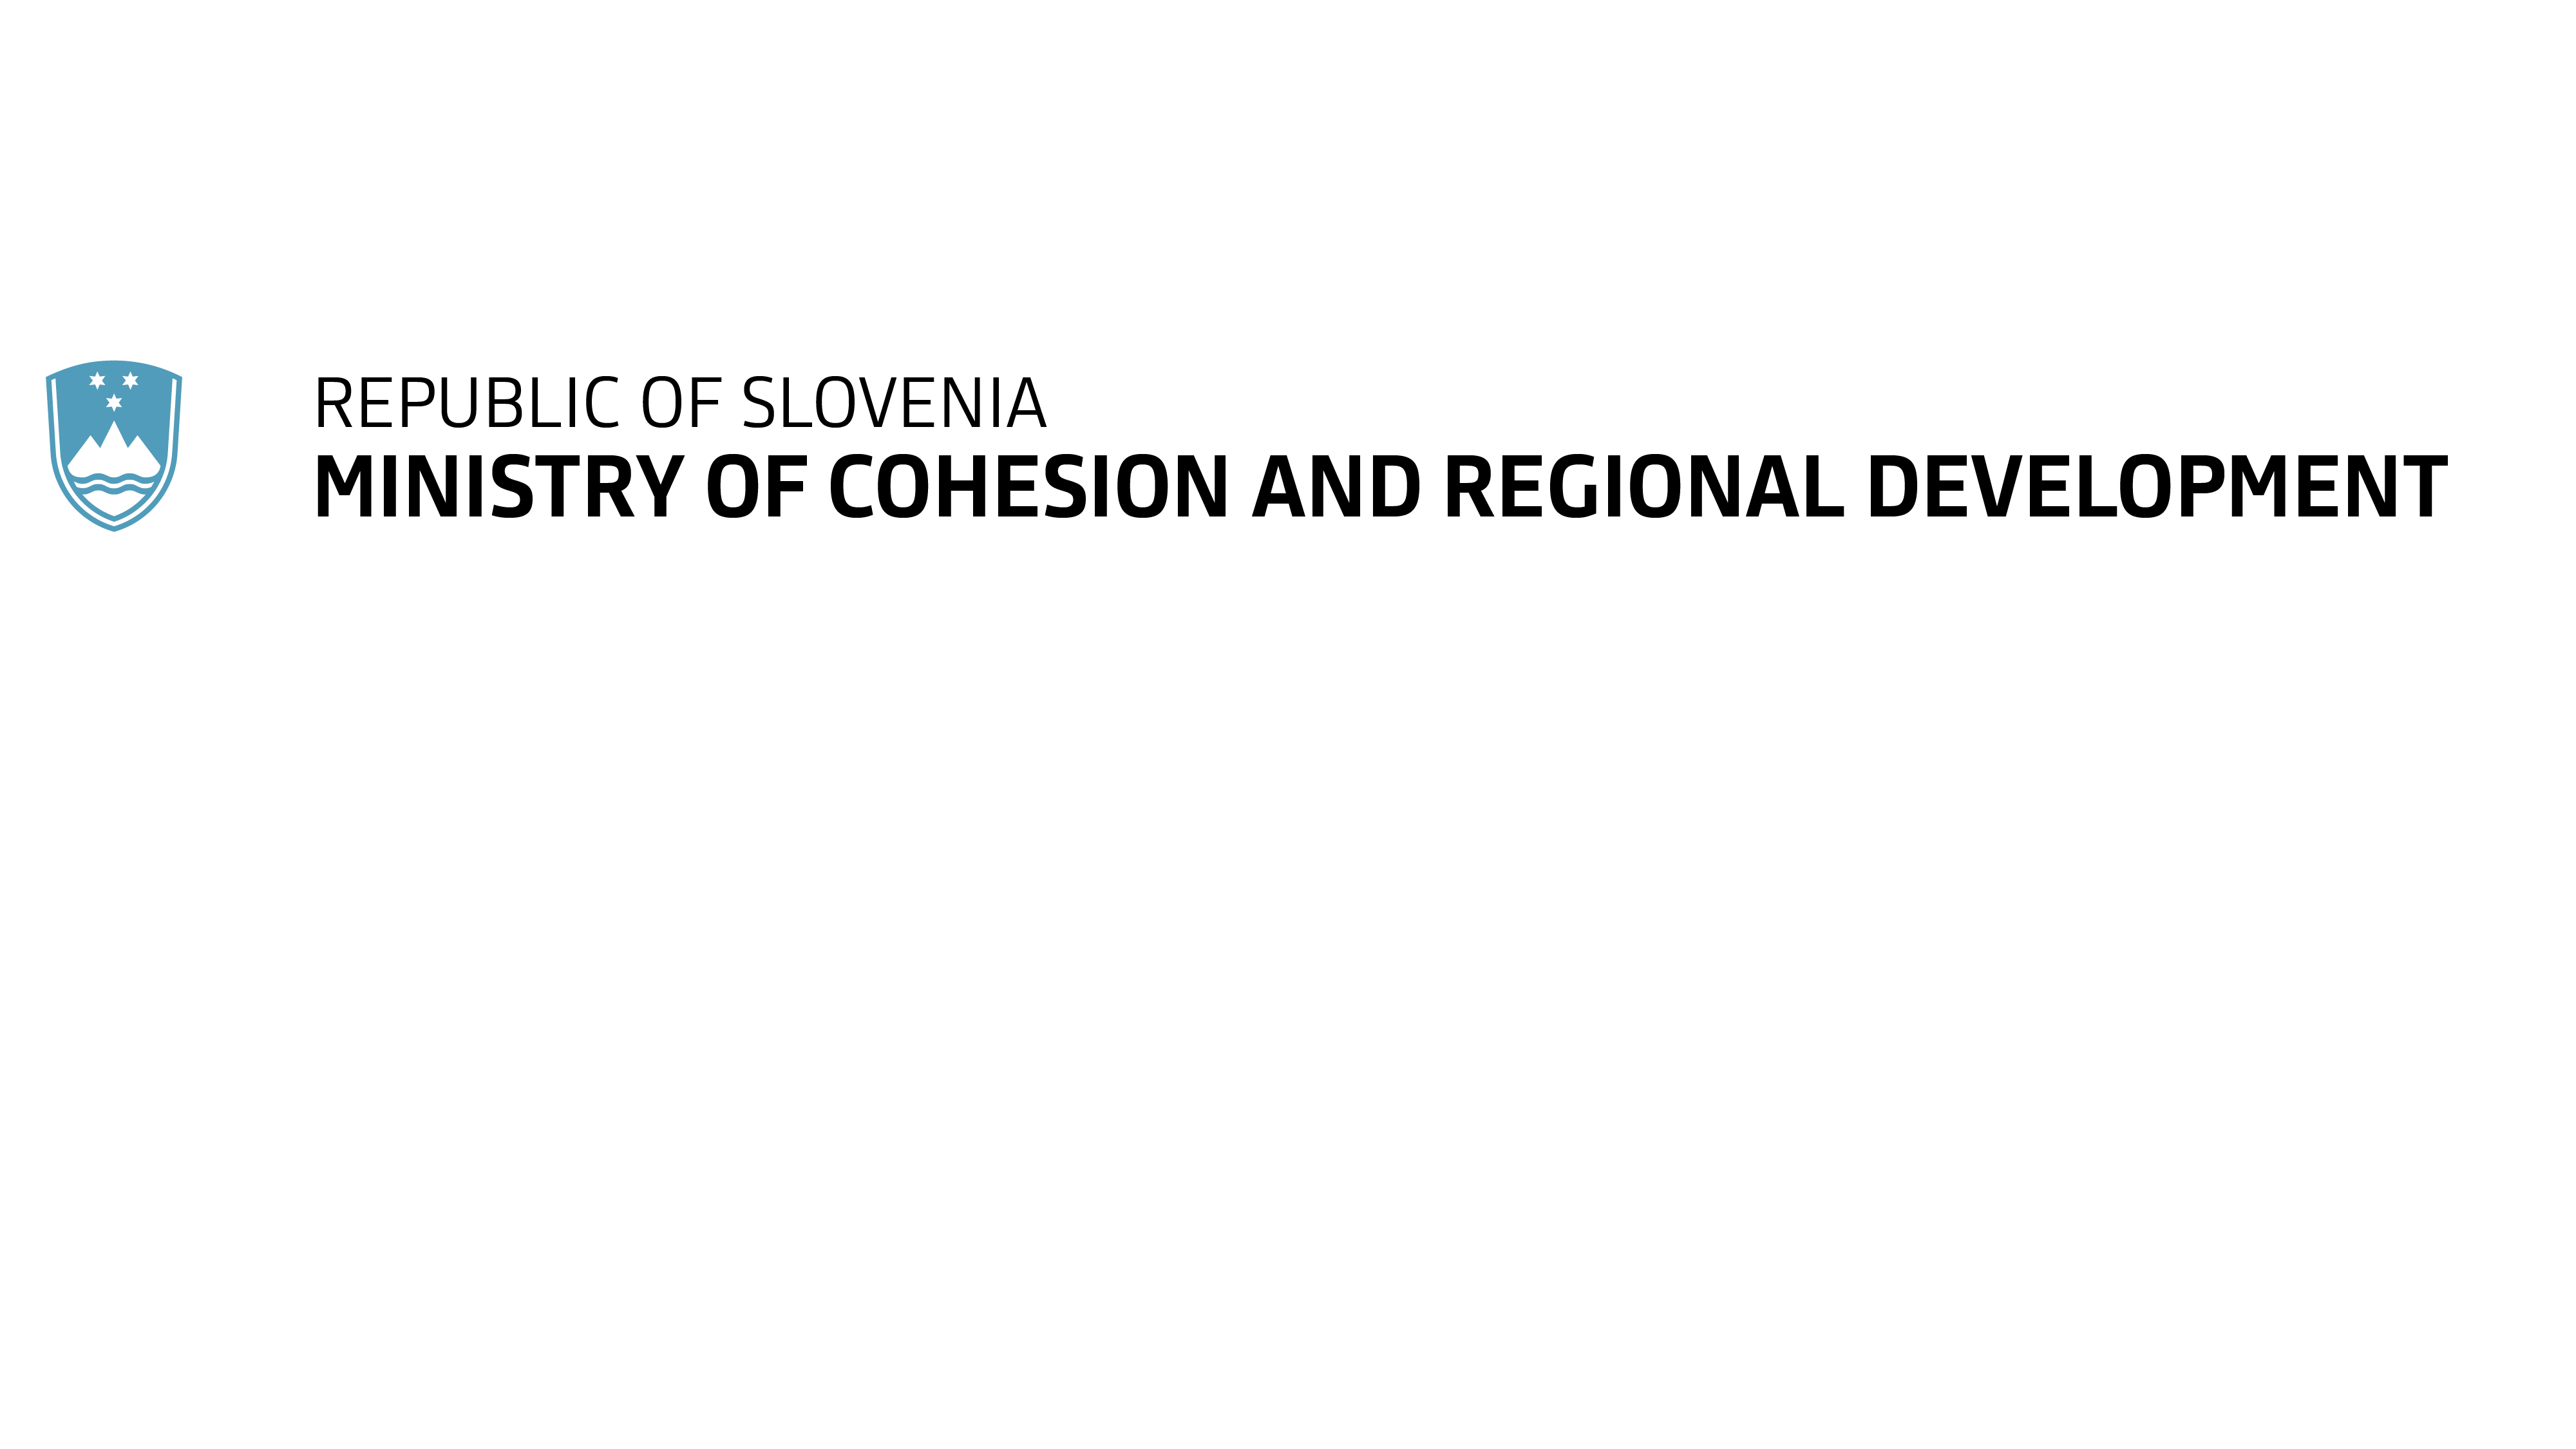 REPUBLIC OF SLOVENIA
MINISTRY OF COHESION AND REGIONAL DEVELOPMENT